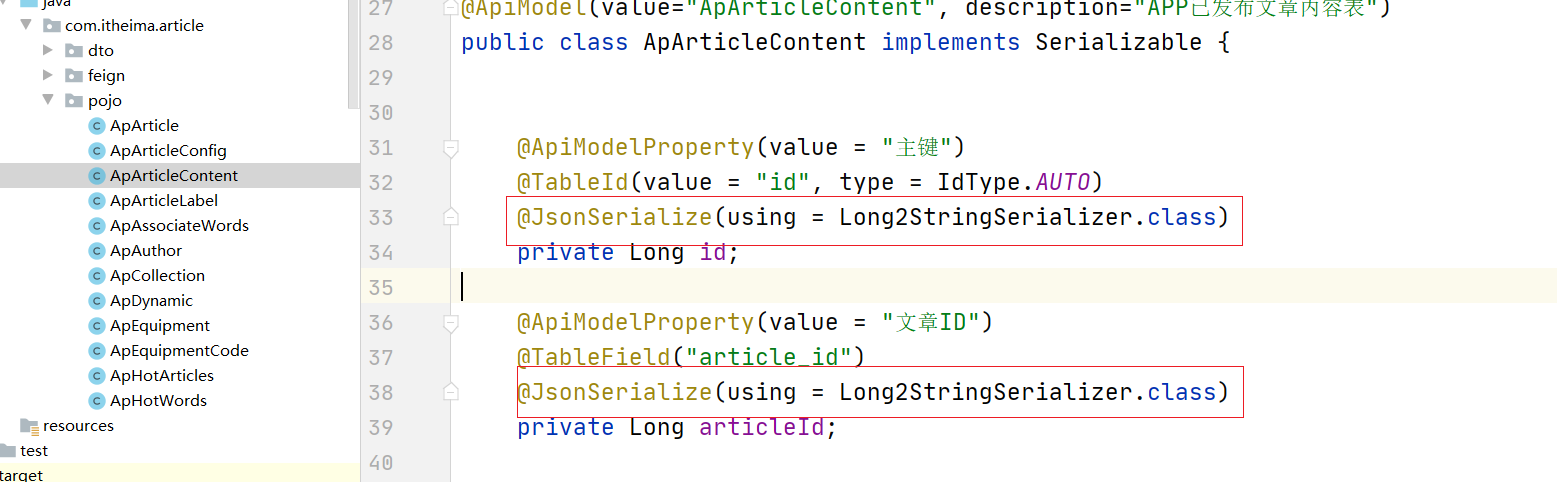 java
com.itheima.article
dto
feign
pojo
ApArticle
ApArticleConfig
ApArticleContent
ApArticleLabel
ApAssociateWords
ApAuthor
ApCollection
ApDynamic
ApEquipment
ApEquipmentCode
ApHotArticles
ApHotWords
resources
test
target
27 @ApiModel(value="ApArticleContent", description="APP已发布文章内容表")
28 public class ApArticleContent implements Serializable {
29
30
31 @ApiModelProperty(value = "主键")
32 @TableId(value = "id", type = IdType.AUTO)
33 @JsonSerialize(using = Long2StringSerializer.class)
34 private Long id;
35
36 @ApiModelProperty(value = "文章ID")
37 @TableField("article_id")
38 @JsonSerialize(using = Long2StringSerializer.class)
39 private Long articleId;
40